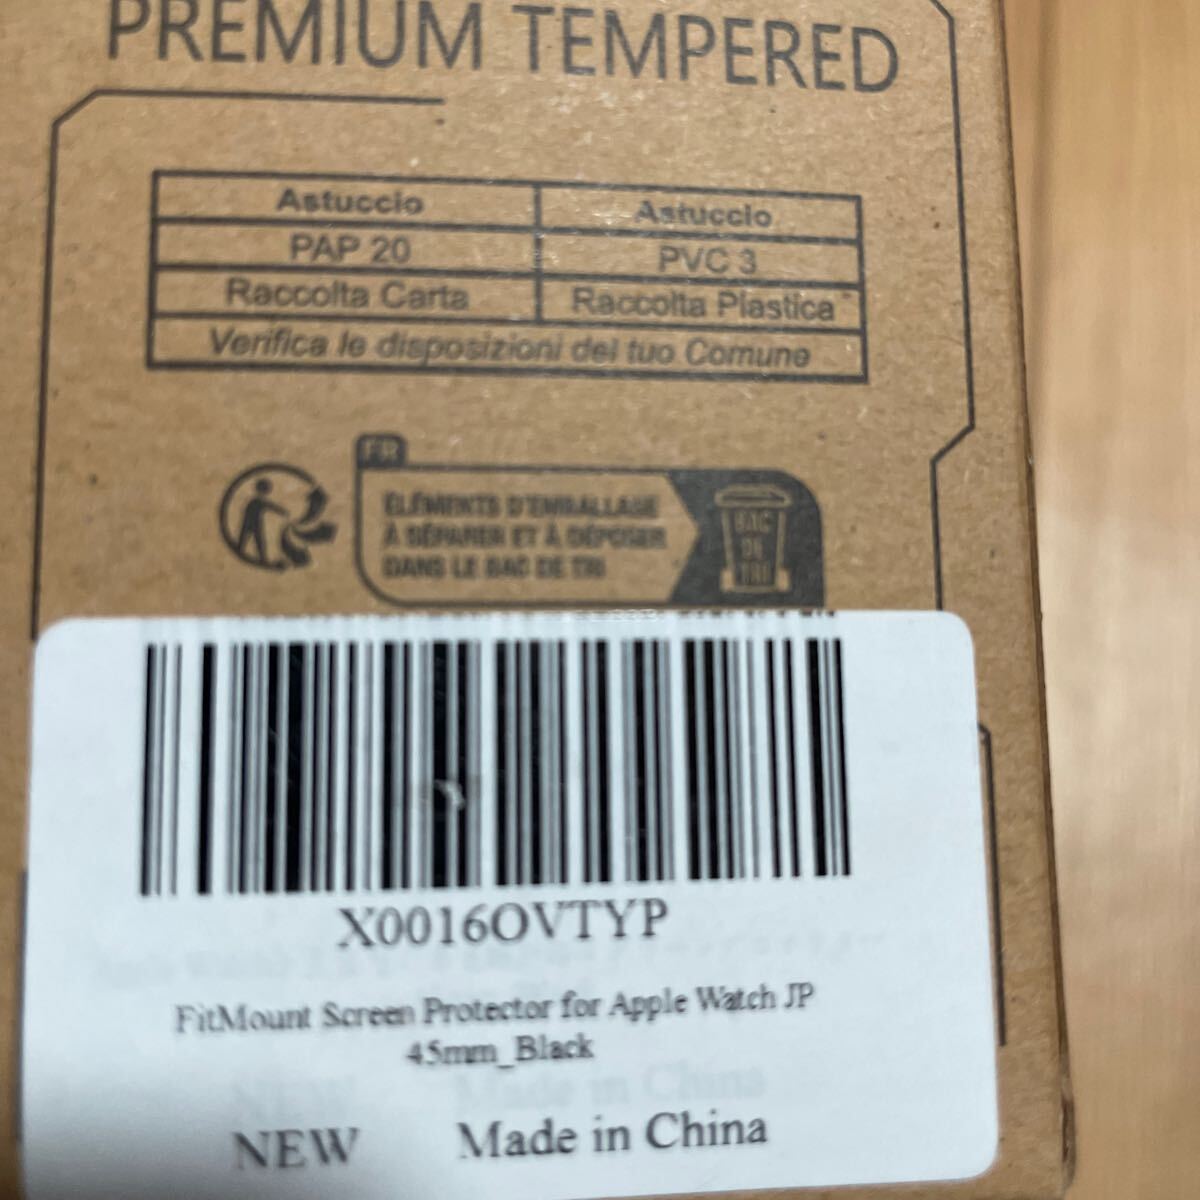 PREMIUM TEMPERED
Astuccio Astuccio
PAP 20 PVC 3
Raccolta Carta Raccolta Plastica
Verifica le disposizioni del tuo Comune
FR
ÉLÉMENTS D'EMBALLAGE
À SÉPARER ET À DÉPOSER
DANS LE BAC DE TRI
BAC
DE
TRI
X0016OVTYP
FitMount Screen Protector for Apple Watch JP
45mm_Black
NEW Made in China